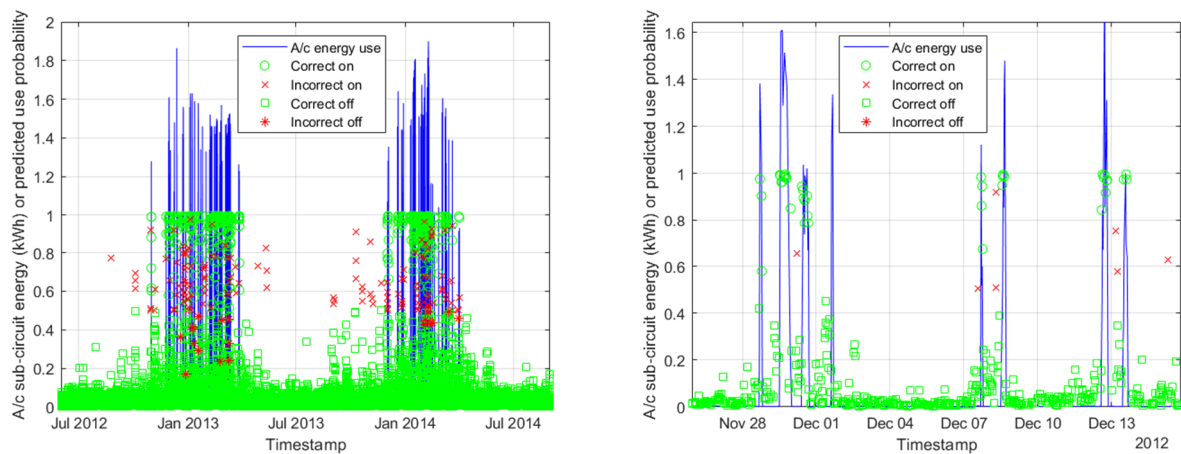 A/c sub-circuit energy (kWh) or predicted use probability
2
1.8
1.6
1.4
1.2
1
0.8
0.6
0.4
0.2
0
A/c energy use
Correct on
Incorrect on
Correct off
Incorrect off
Jul 2012
Jan 2013
Jul 2013
Jan 2014
Jul 2014
Timestamp
A/c sub-circuit energy (kWh) or predicted use probability
1.6
1.4
1.2
1
0.8
0.6
0.4
0.2
0
A/c energy use
Correct on
Incorrect on
Correct off
Incorrect off
Nov 28
Dec 01
Dec 04
Dec 07
Dec 10
Dec 13
Timestamp
2012